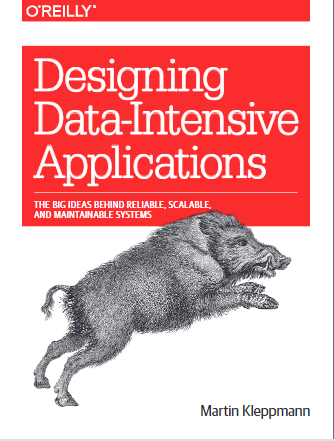 O'REILLY®
Designing
Data-Intensive
Applications
THE BIG IDEAS BEHIND RELIABLE, SCALABLE,
AND MAINTAINABLE SYSTEMS
Martin Kleppmann